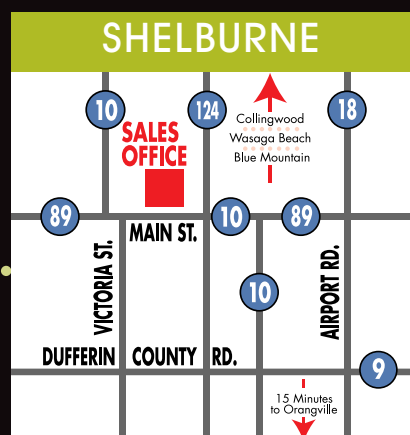 SHELBURNE
10
124
18
Collingwood
Wasaga Beach
Blue Mountain
SALES
OFFICE
89
MAIN ST.
10
89
VICTORIA ST.
10
AIRPORT RD.
DUFFERIN COUNTY RD.
9
15 Minutes
to Orangville